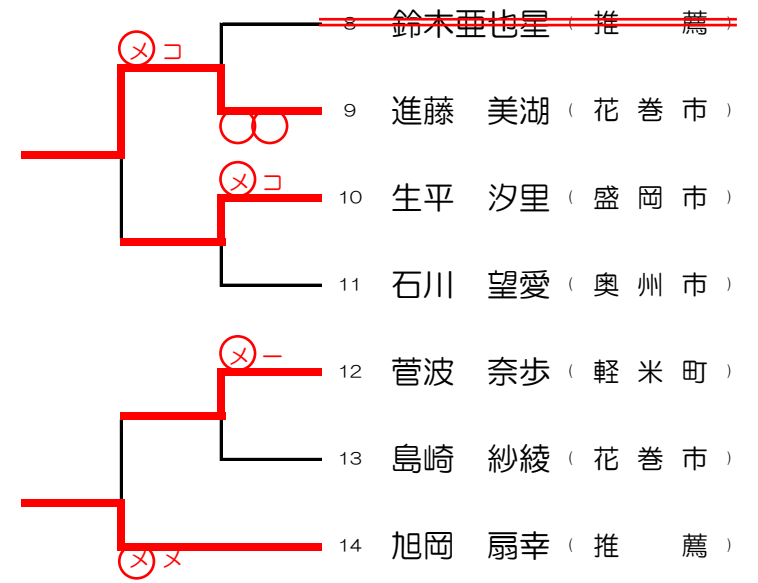 8 鈴木亜也星 (推 薦)
メコ
9 進藤 美湖 (花巻市)
メコ
10 生平 汐里 (盛岡市)
11 石川 望愛 (奥州市)
メー
12 菅波 奈歩 (軽米町)
13 島崎 紗綾 (花巻市)
14 旭岡 扇幸 (推 薦)
メメ